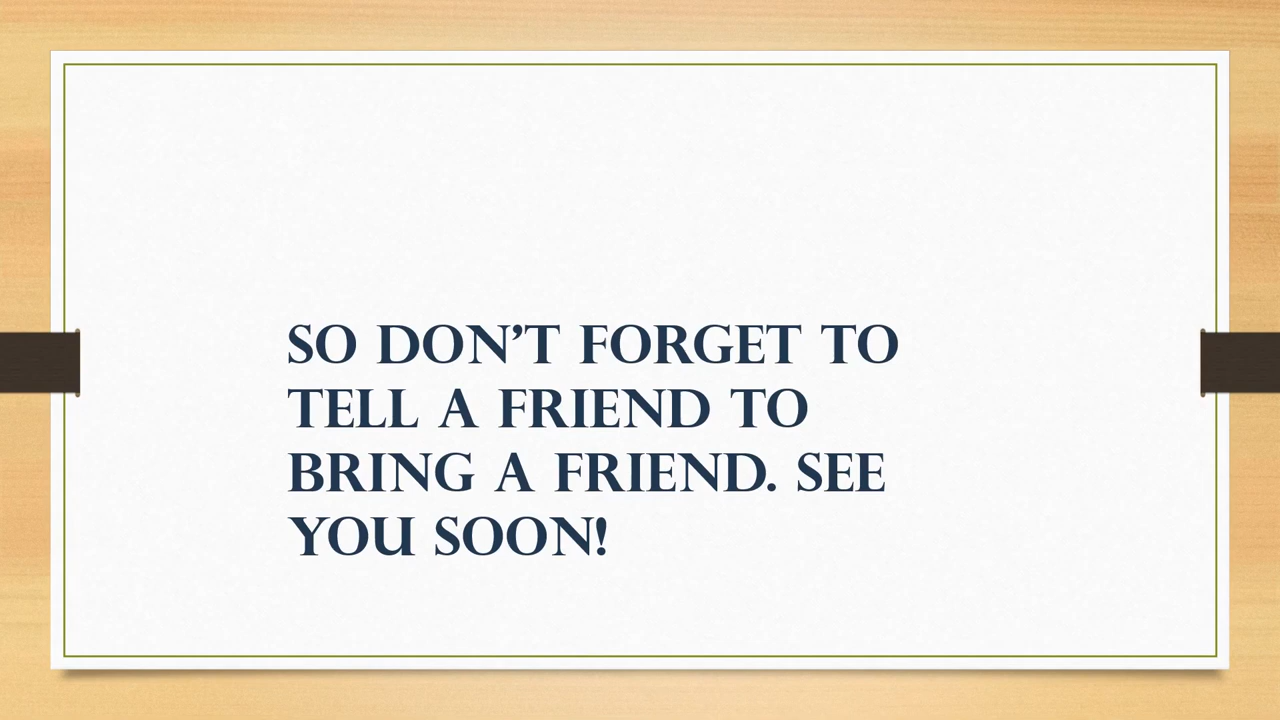 SO DON’T FORGET TO
TELL A FRIEND TO
BRING A FRIEND. SEE
YOU SOON!